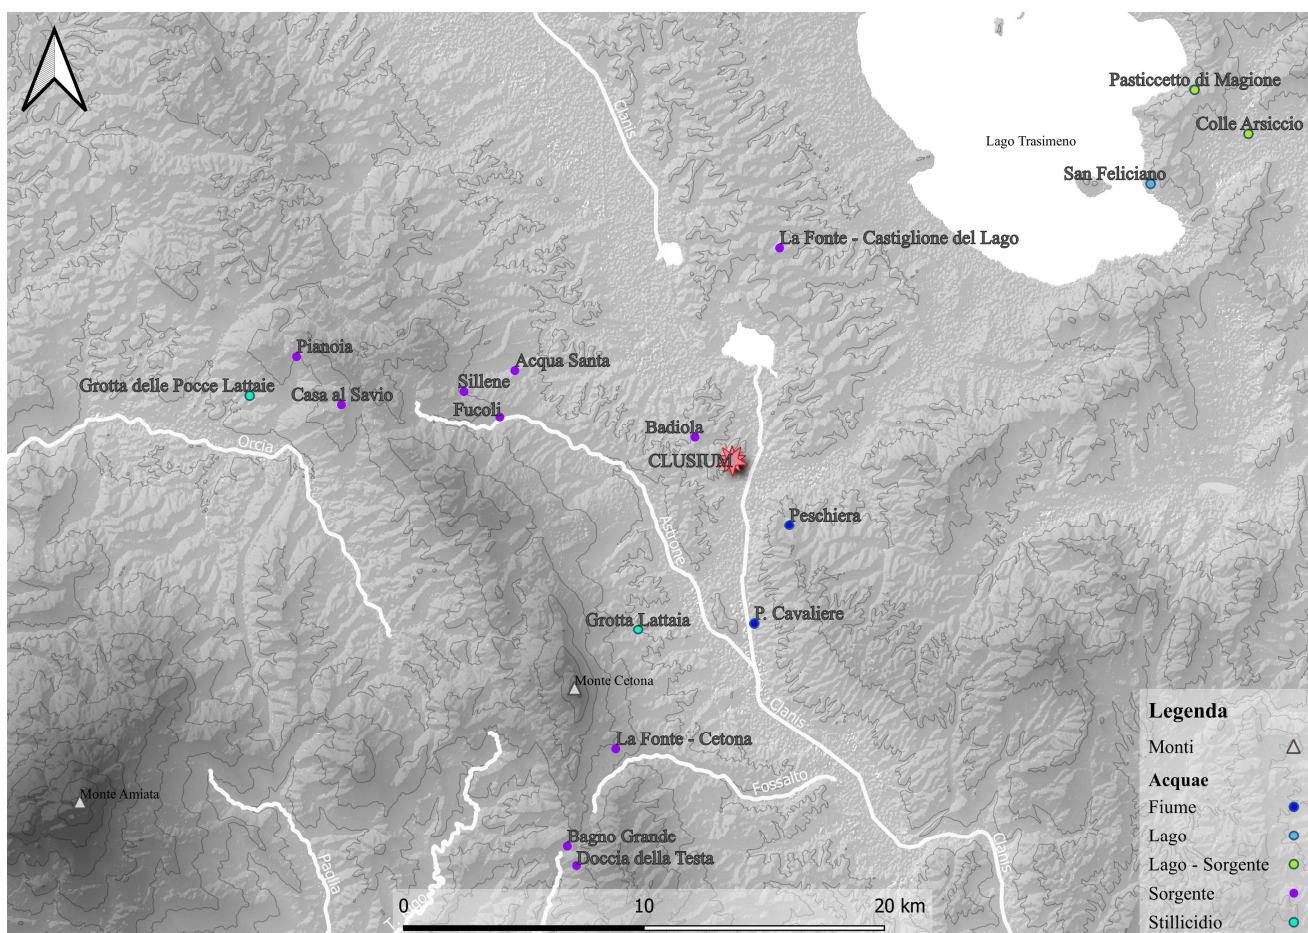 Clanis
Pasticcetto di Magione
Colle Arsiccio
Lago Trasimeno
San Feliciano
La Fonte - Castiglione del Lago
Pianoia
Acqua Santa
Grotta delle Pocce Lattaie
Sillene
Casa al Savio
Fucoli
Badiola
Orcia
CLUSIUM
Peschiera
Astrone
Grotta Lattaia
P. Cavaliere
Monte Cetona
Clanis
La Fonte - Cetona
Fossalto
Monte Amiata
Bagno Grande
Doccia della Testa
Paglia
Clanis
0 10 20 km
Legenda
Monti
Acquae
Fiume
Lago
Lago - Sorgente
Sorgente
Stillicidio